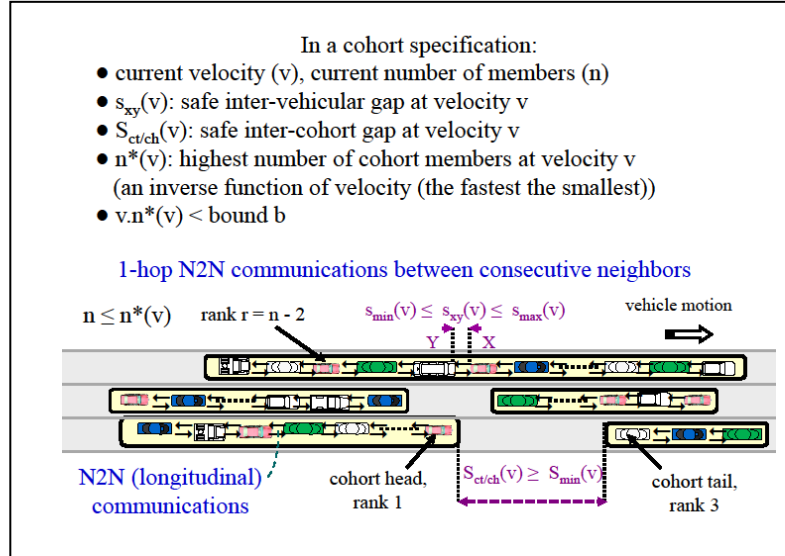 In a cohort specification:
● current velocity (v), current number of members (n)
● sxy(v): safe inter-vehicular gap at velocity v
● Sct/ch(v): safe inter-cohort gap at velocity v
● n*(v): highest number of cohort members at velocity v
(an inverse function of velocity (the fastest the smallest))
● v.n*(v) < bound b
1-hop N2N communications between consecutive neighbors
n ≤ n*(v)
rank r = n - 2
smin(v) ≤ sxy(v) ≤ smax(v)
vehicle motion
Y X
N2N (longitudinal)
communications
cohort head,
rank 1
Sct/ch(v) ≥ Smin(v)
cohort tail,
rank 3